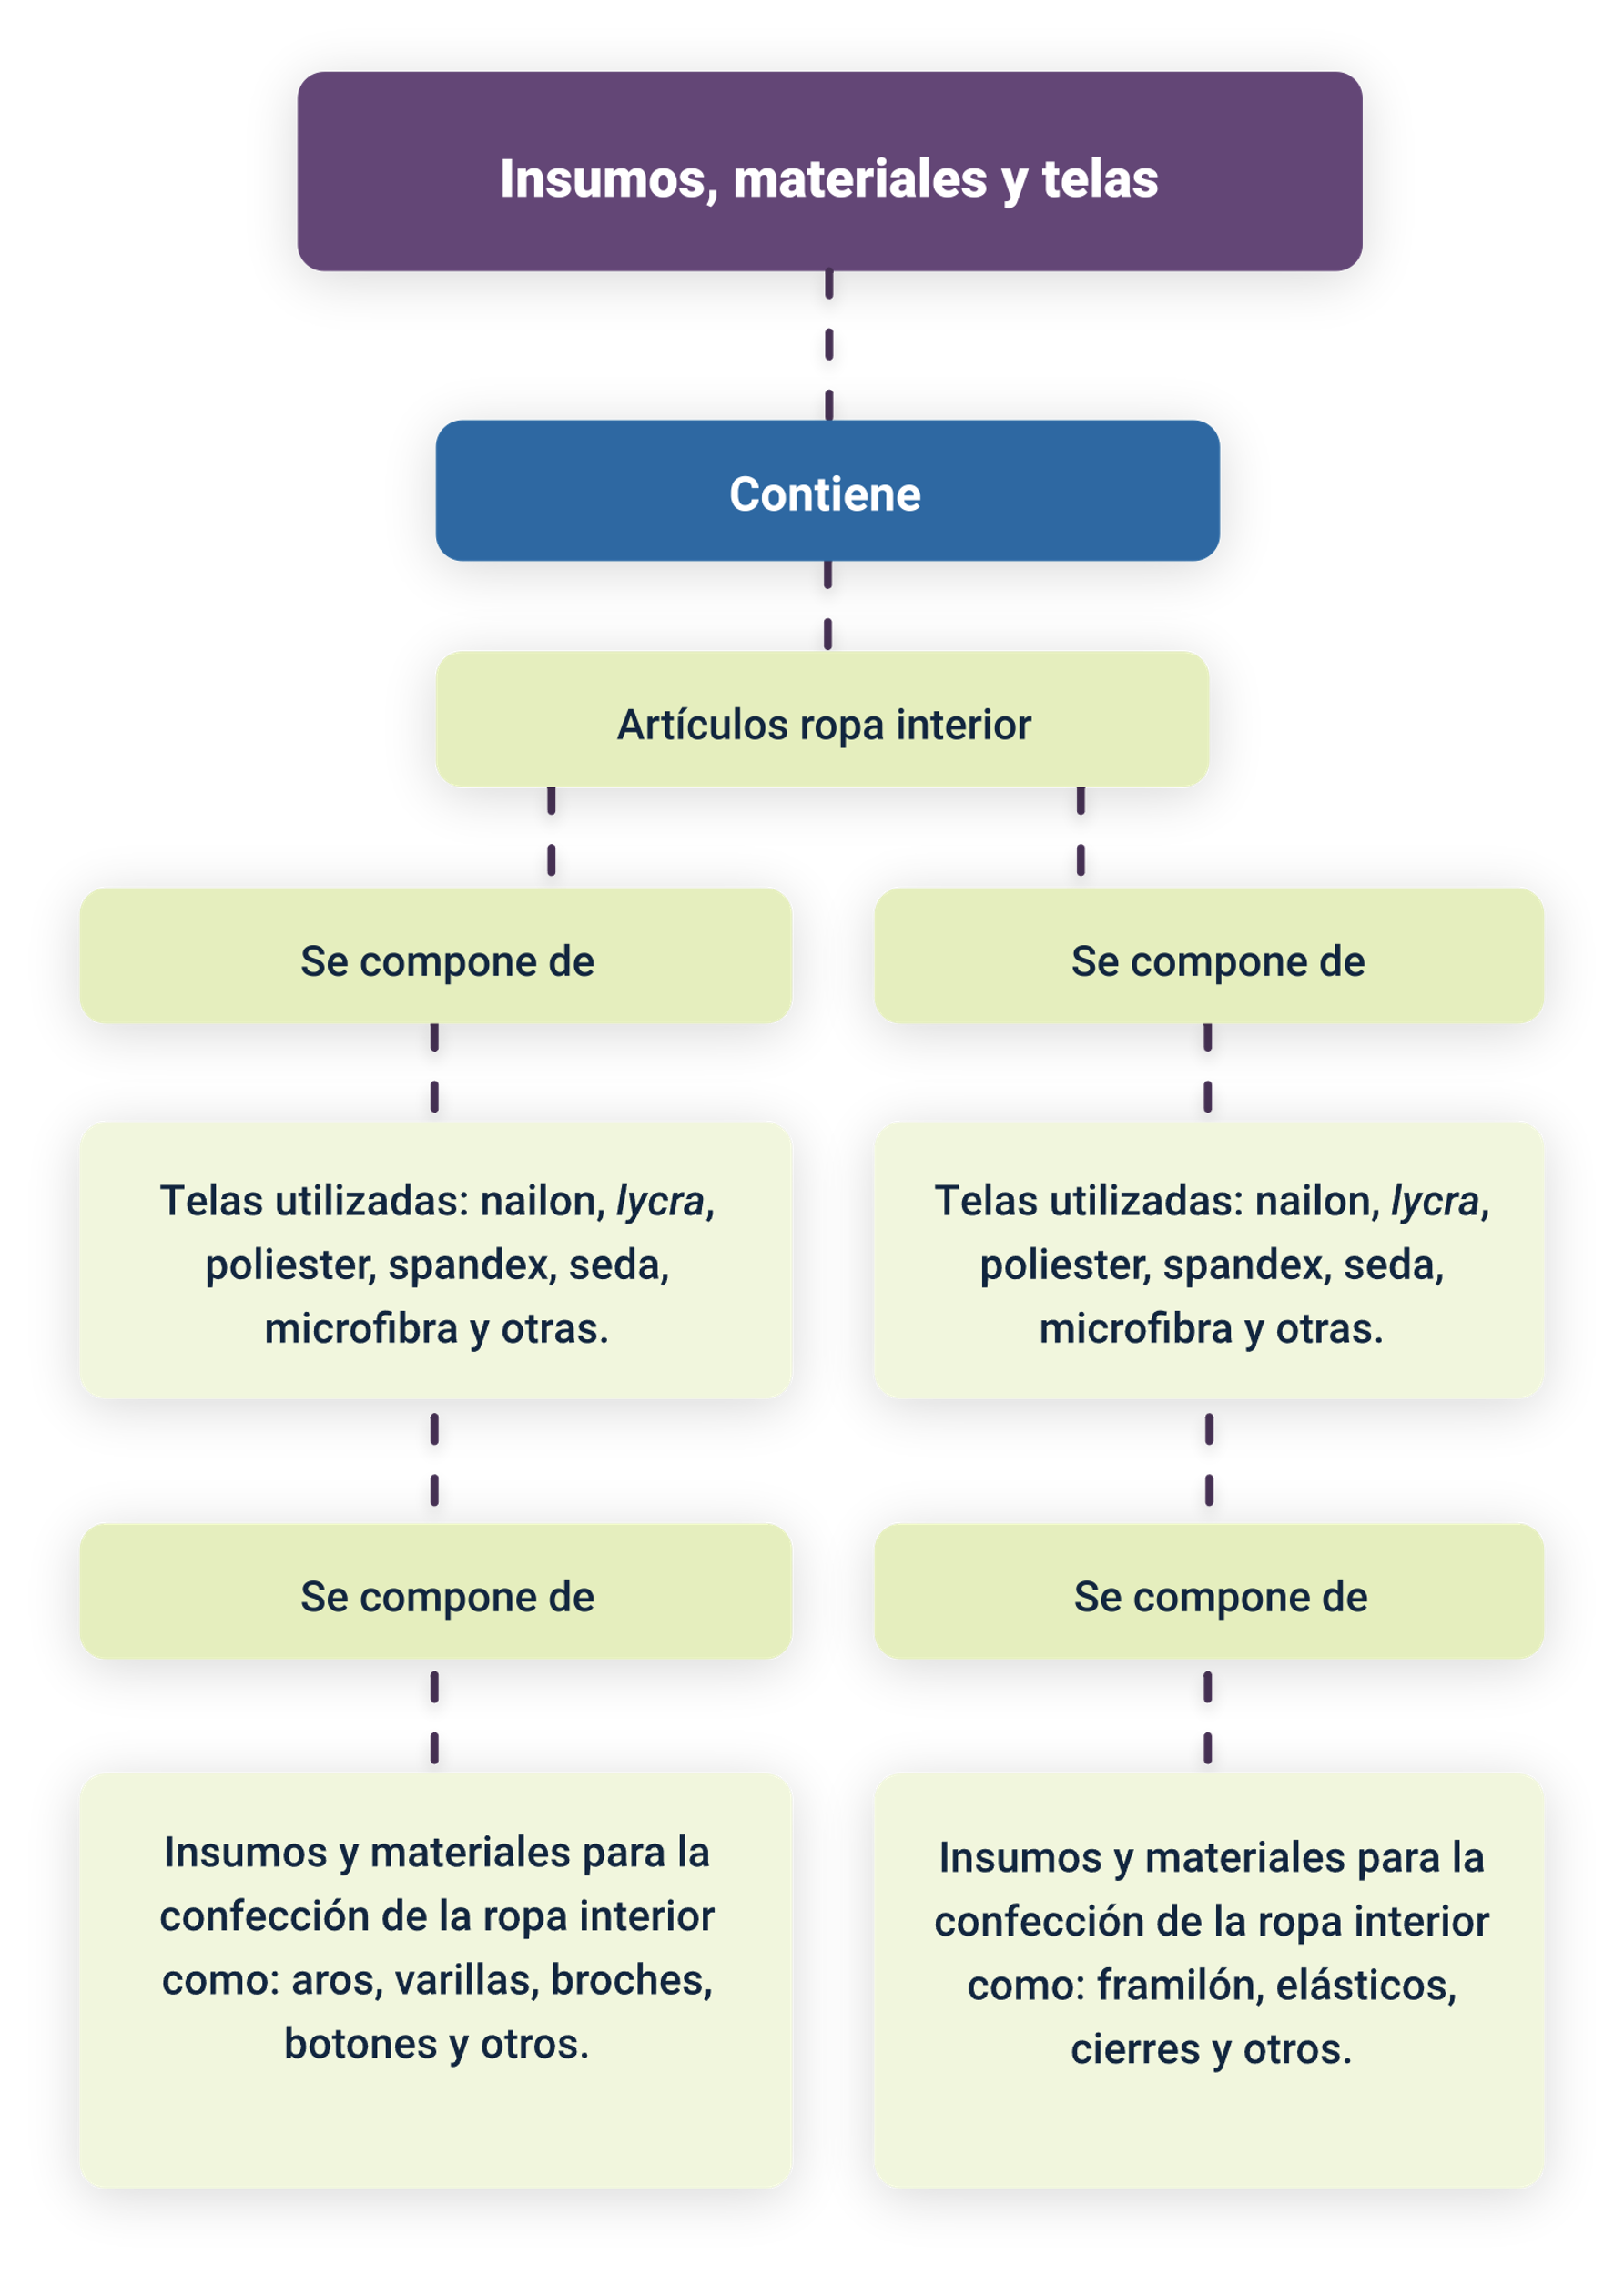 Insumos, materiales y telas
Contiene
Artículos ropa interior
Se compone de
Se compone de
Telas utilizadas: nailon, lycra,
poliester, spandex, seda,
microfibra y otras.
Telas utilizadas: nailon, lycra,
poliester, spandex, seda,
microfibra y otras.
Se compone de
Se compone de
Insumos y materiales para la
confección de la ropa interior
como: aros, varillas, broches,
botones y otros.
Insumos y materiales para la
confección de la ropa interior
como: framilón, elásticos,
cierres y otros.